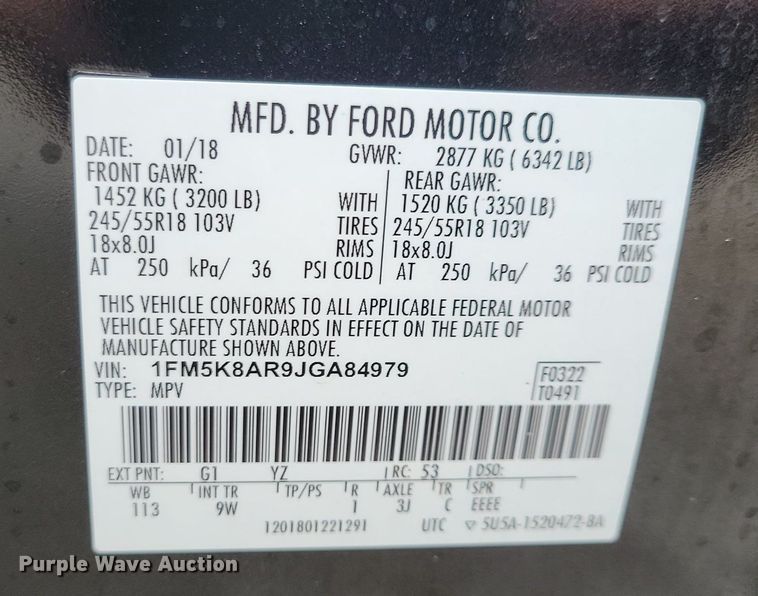 MFD. BY FORD MOTOR CO.
DATE: 01/18 GVWR: 2877 KG ( 6342 LB)
FRONT GAWR: REAR GAWR:
1452 KG ( 3200 LB) WITH 1520 KG ( 3350 LB) WITH
245/55R18 103V TIRES 245/55R18 103V TIRES
18x8.0J RIMS 18x8.0J RIMS
AT 250 kPa/ 36 PSI COLD AT 250 kPa/ 36 PSI COLD
THIS VEHICLE CONFORMS TO ALL APPLICABLE FEDERAL MOTOR
VEHICLE SAFETY STANDARDS IN EFFECT ON THE DATE OF
MANUFACTURE SHOWN ABOVE.
VIN: 1FM5K8AR9JGA84979 F0322
TYPE: MPV T0491
EXT PNT: G1 YZ RC: 53 DSO:
WB INT TR TP/PS R AXLE TR SPR
113 9W 1 3J C EEEE
1201801221291 UTC ▽ 5U5A-1520472-BA
Purple Wave Auction